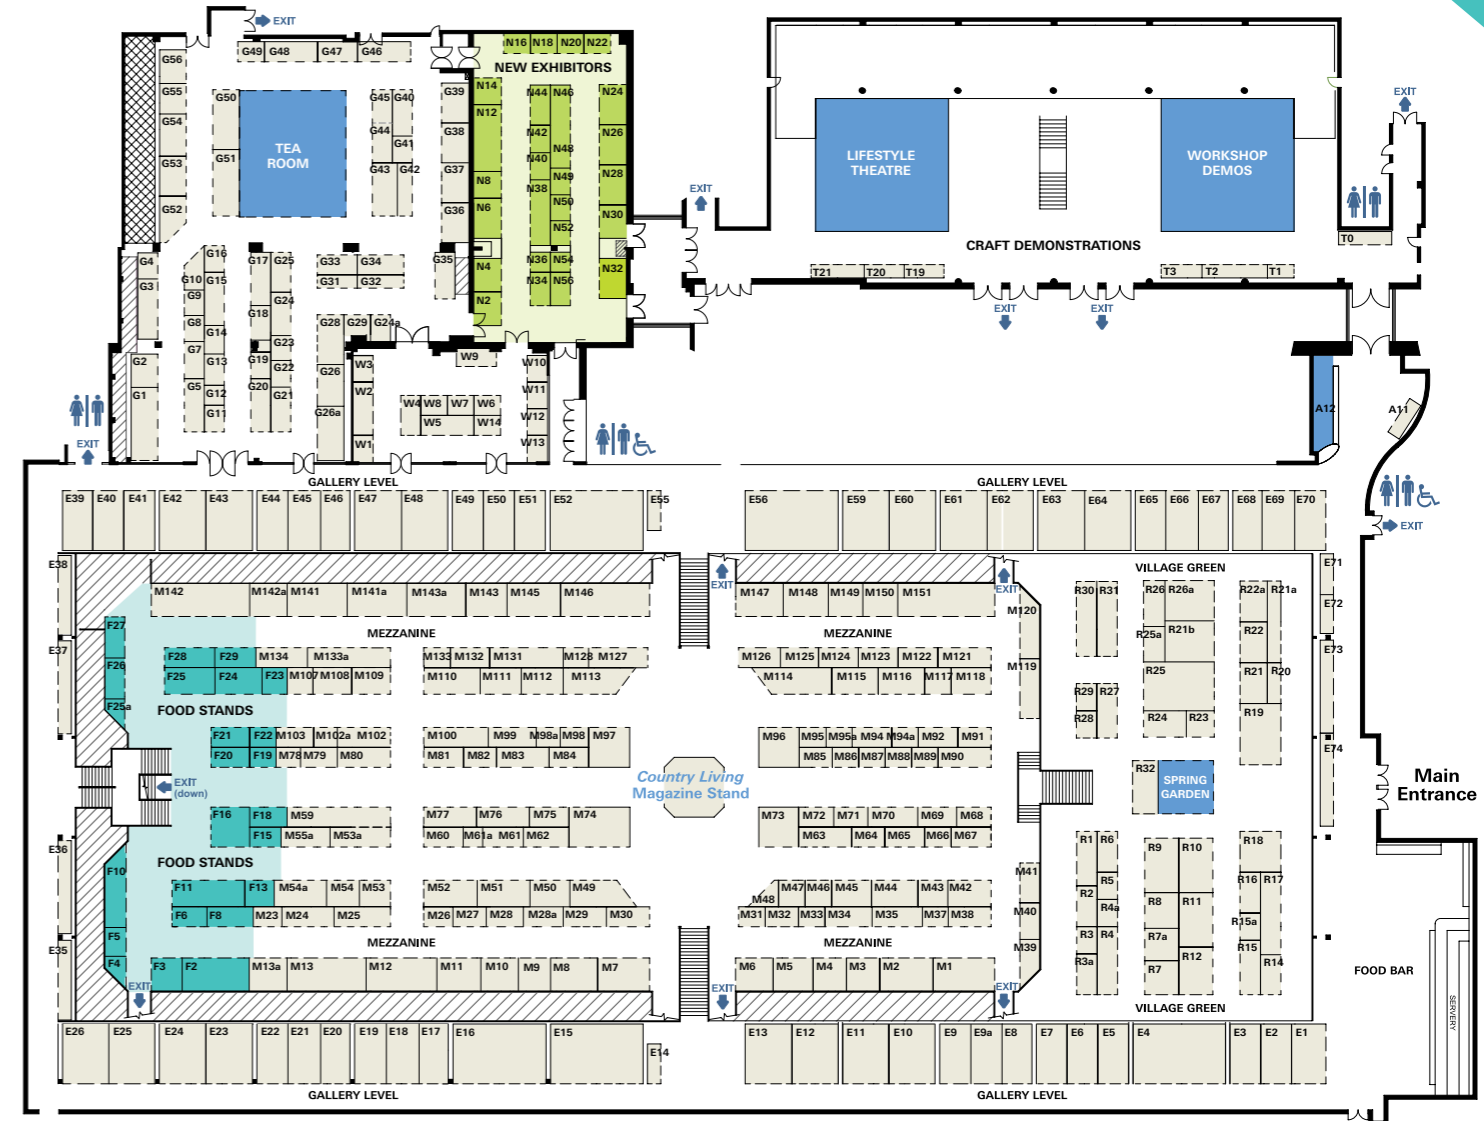 EXIT
G49 G48 G47 G46
N16 N18 N20 N22
NEW EXHIBITORS
G56
G55
G54
G53
G52
G50
G51
TEA
ROOM
G45 G40
G44
G41
G43 G42
G39
G38
G37
G36
G35
N14
N12
N8
N6
N4
N2
N44 N46
N42
N48
N40
N49
N38
N50
N52
N36 N54
N34 N56
N24
N26
N28
N30
N32
EXIT
LIFESTYLE
THEATRE
WORKSHOP
DEMOS
CRAFT DEMONSTRATIONS
EXIT
T0
T21 T20 T19
T3 T2 T1
EXIT
EXIT
G4
G3
G2
G1
G16
G10 G15
G9
G8
G14
G7
G13
G5
G12
G11
G17 G25
G24
G18
G23
G19
G22
G20
G21
G33 G34
G31 G32
G28 G29 G24a
G26
G26a
W3
W2
W1
W9
W4 W8 W7 W6
W5 W14
W10
W11
W12
W13
A12
A11
EXIT
EXIT
GALLERY LEVEL
GALLERY LEVEL
E39 E40 E41 E42 E43 E44 E45 E46 E47 E48 E49 E50 E51 E52 E55
E56 E59 E60 E61 E62 E63 E64 E65 E66 E67 E68 E69 E70
E38
E37
E36
E35
EXIT
EXIT
M142 M142a M141 M141a M143a M143 M145 M146
M147 M148 M149 M150 M151
MEZZANINE
MEZZANINE
F27
F26
F25a
F28 F29 M134 M133a
F25 F24 F23 M107 M108 M109
M133 M132 M131 M128 M127
M110 M111 M112 M113
M126 M125 M124 M123 M122 M121
M114 M115 M116 M117 M118
M120
M119
FOOD STANDS
F21 F22 M103 M102a M102
F20 F19 M78 M79 M80
M100 M99 M98a M98 M97
M81 M82 M83 M84
M96 M95 M95a M94 M94a M92 M91
M85 M86 M87 M88 M89 M90
EXIT
(down)
Country Living
Magazine Stand
F16 F18 M59
F15 M55a M53a
M77 M76 M75 M74
M60 M61a M61 M62
M73 M72 M71 M70 M69 M68
M63 M64 M65 M66 M67
FOOD STANDS
F10
F5
F4
F11 F13 M54a M54 M53
F6 F8 M23 M24 M25
M52 M51 M50 M49
M26 M27 M28 M28a M29 M30
M48 M47 M46 M45 M44 M43 M42
M31 M32 M33 M34 M35 M37 M38
M41
M40
M39
MEZZANINE
MEZZANINE
F3 F2 M13a M13 M12 M11 M10 M9 M8 M7
M6 M5 M4 M3 M2 M1
EXIT
EXIT
EXIT
VILLAGE GREEN
R30 R31
R26 R26a
R25a R21b
R25
R24 R23
R22a R21a
R22
R21 R20
R19
R29 R27
R28
R32
SPRING
GARDEN
R1 R6
R5
R2
R4a
R3 R4
R3a
R9 R10
R8 R11
R7a
R12
R7
R18
R16 R17
R15a
R15
R14
VILLAGE GREEN
E71
E72
E73
E74
Main
Entrance
FOOD BAR
SERVERY
E26 E25 E24 E23 E22 E21 E20 E19 E18 E17 E16 E15 E14
E13 E12 E11 E10 E9 E9a E8 E7 E6 E5 E4 E3 E2 E1
GALLERY LEVEL
GALLERY LEVEL